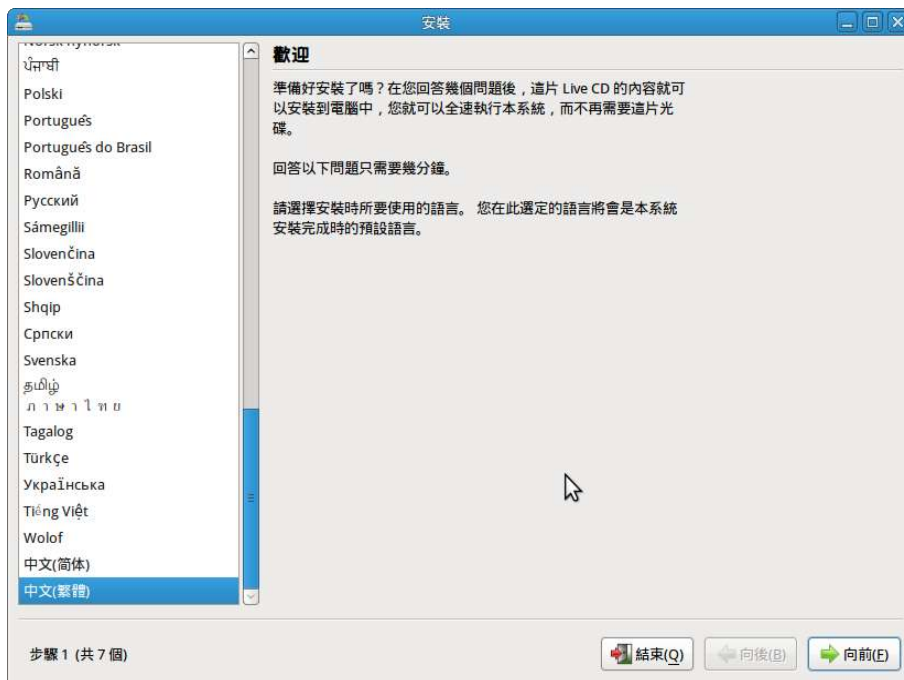 安裝
ਪੰਜਾਬੀ
Polski
Português
Português do Brasil
Română
Русский
Sámegillii
Slovenčina
Slovenščina
Shqip
Српски
Svenska
தமிழ்
ภาษาไทย
Tagalog
Türkçe
Українська
Tiếng Việt
Wolof
中文(简体)
中文(繁體)
歡迎
準備好安裝了嗎？在您回答幾個問題後，這片 Live CD 的內容就可
以安裝到電腦中，您就可以全速執行本系統，而不再需要這片光
碟。
回答以下問題只需要幾分鐘。
請選擇安裝時所要使用的語言。 您在此選定的語言將會是本系統
安裝完成時的預設語言。
步驟 1 (共 7 個)
結束(Q)
向後(B)
向前(F)